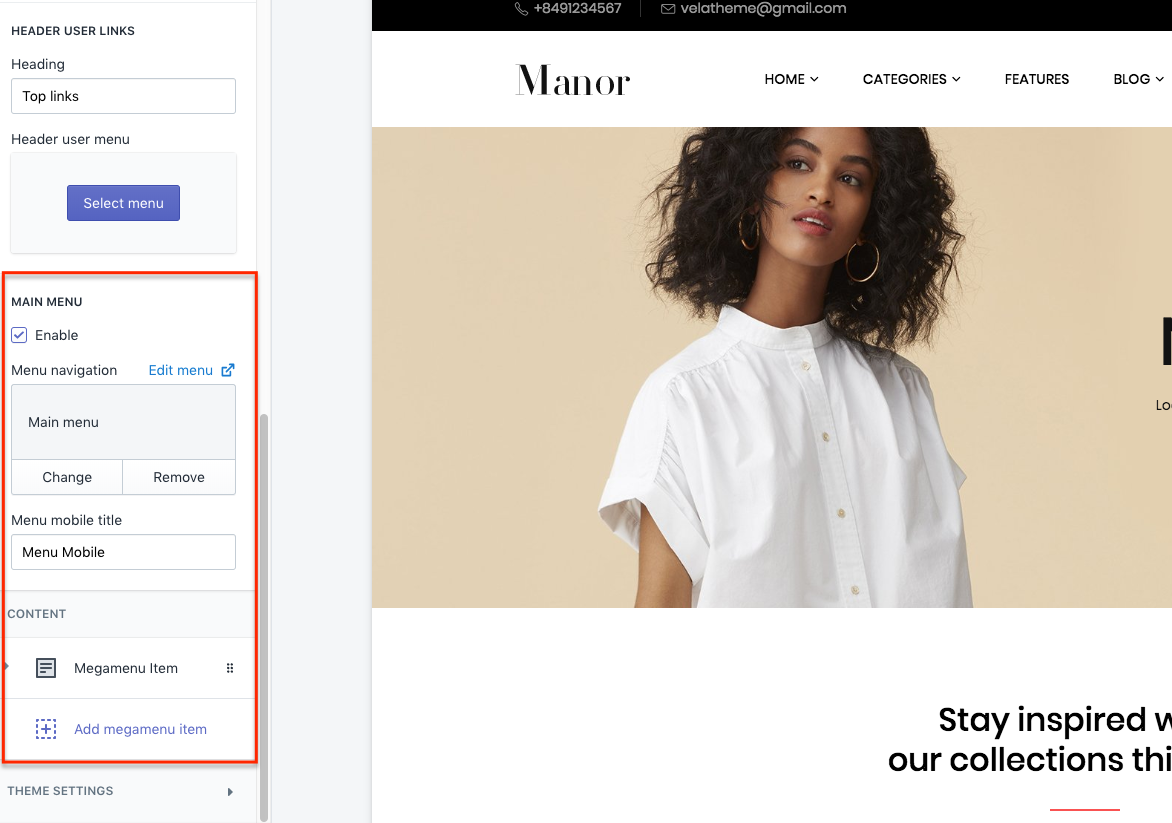 HEADER USER LINKS
Heading
Top links
Header user menu
Select menu
MAIN MENU
Enable
Menu navigation Edit menu
Main menu
Change Remove
Menu mobile title
Menu Mobile
CONTENT
Megamenu Item
Add megamenu item
THEME SETTINGS
+8491234567 velatheme@gmail.com
Manor HOME CATEGORIES FEATURES BLOG
Lo
Stay inspired w
our collections thi